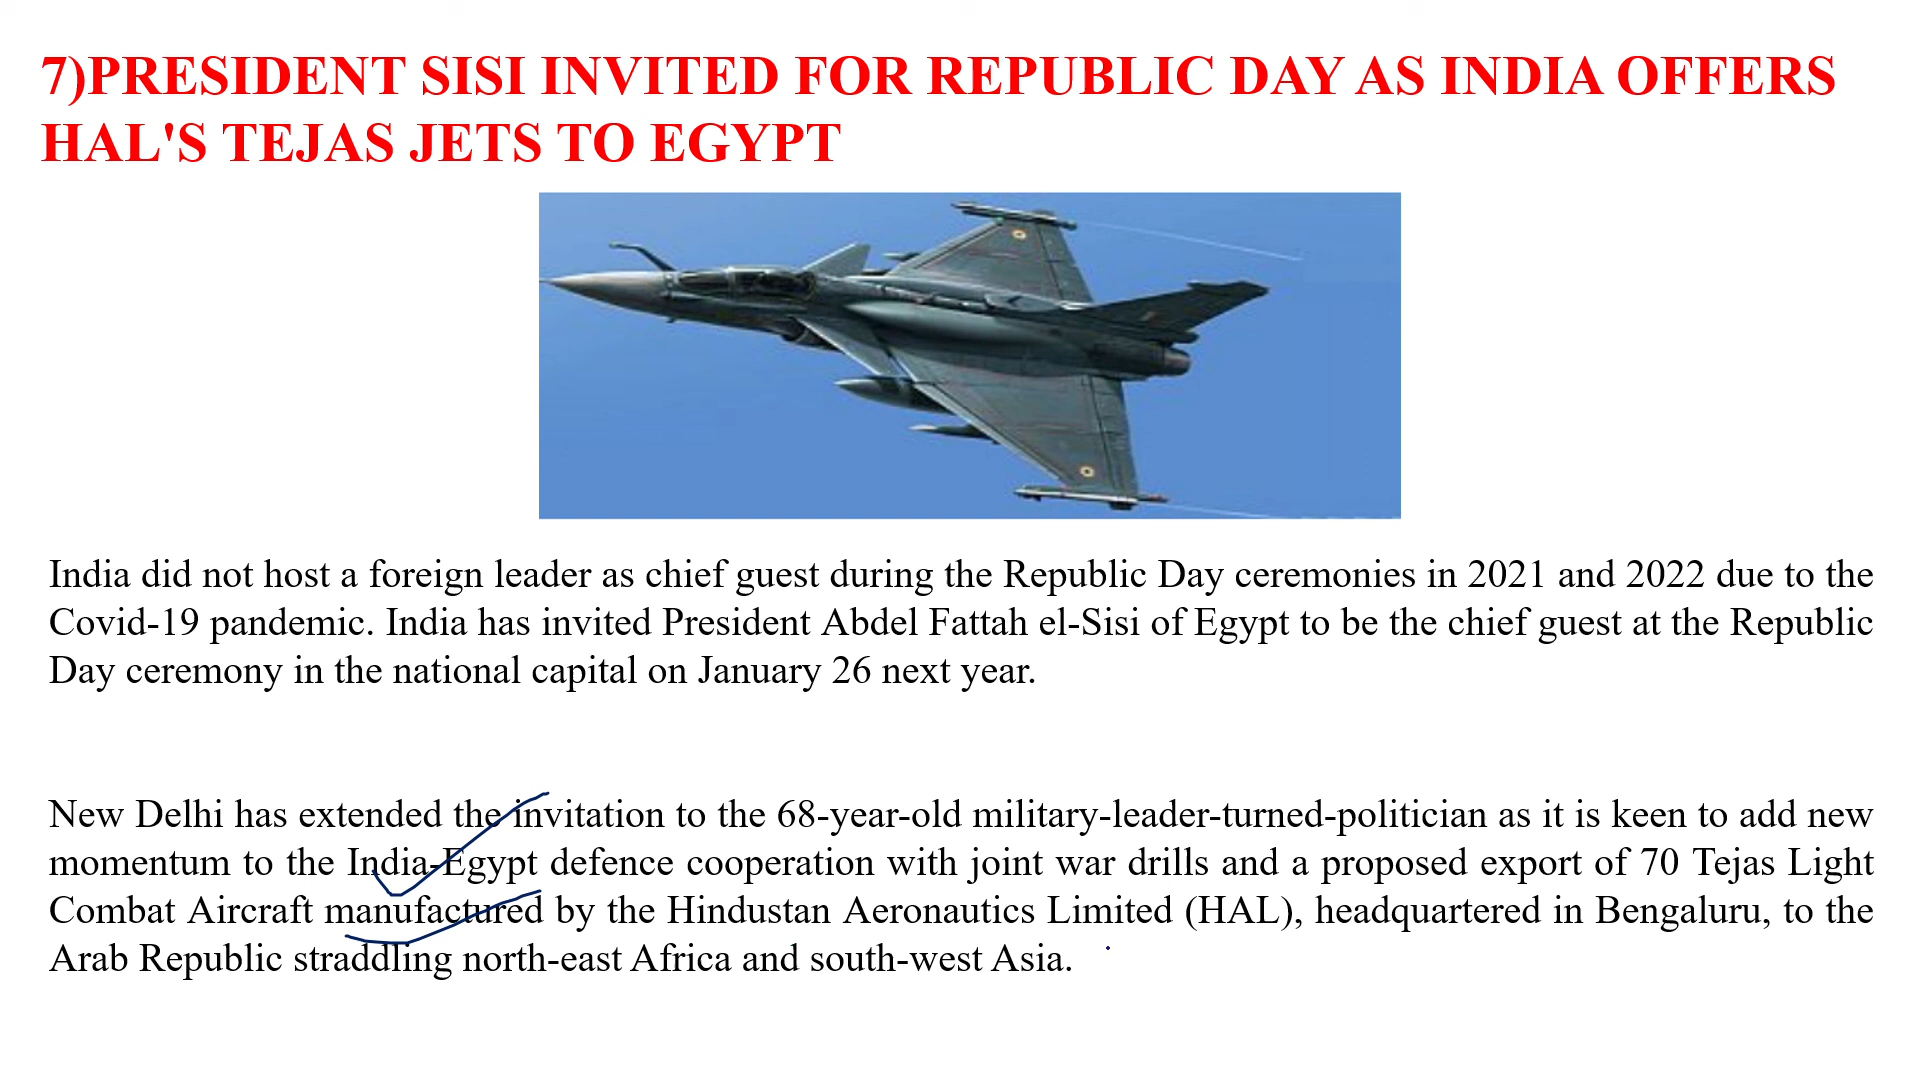 7)PRESIDENT SISI INVITED FOR REPUBLIC DAY AS INDIA OFFERS
HAL'S TEJAS JETS TO EGYPT
India did not host a foreign leader as chief guest during the Republic Day ceremonies in 2021 and 2022 due to the
Covid-19 pandemic. India has invited President Abdel Fattah el-Sisi of Egypt to be the chief guest at the Republic
Day ceremony in the national capital on January 26 next year.
New Delhi has extended the invitation to the 68-year-old military-leader-turned-politician as it is keen to add new
momentum to the India-Egypt defence cooperation with joint war drills and a proposed export of 70 Tejas Light
Combat Aircraft manufactured by the Hindustan Aeronautics Limited (HAL), headquartered in Bengaluru, to the
Arab Republic straddling north-east Africa and south-west Asia.